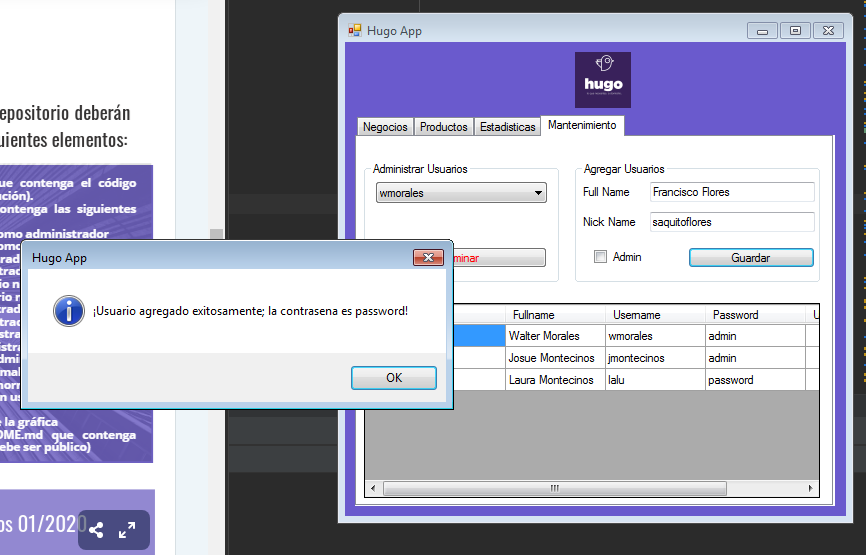 epositorio deberán
uientes elementos:
ue contenga el código
ución).
ontenga las siguientes
omo administrador
Hugo App
hugo
Negocios
Productos
Estadisticas
Mantenimiento
Administrar Usuarios
wmorales
minar
Agregar Usuarios
Full Name
Francisco Flores
Nick Name
saquitoflores
Admin
Guardar
Hugo App
¡Usuario agregado exitosamente; la contrasena es password!
OK
Fullname Username Password U
Walter Morales wmorales admin
Josue Montecinos jmontecinos admin
Laura Montecinos lalu password
e la gráfica
OME.md que contenga
ebe ser público)
os 01/2020